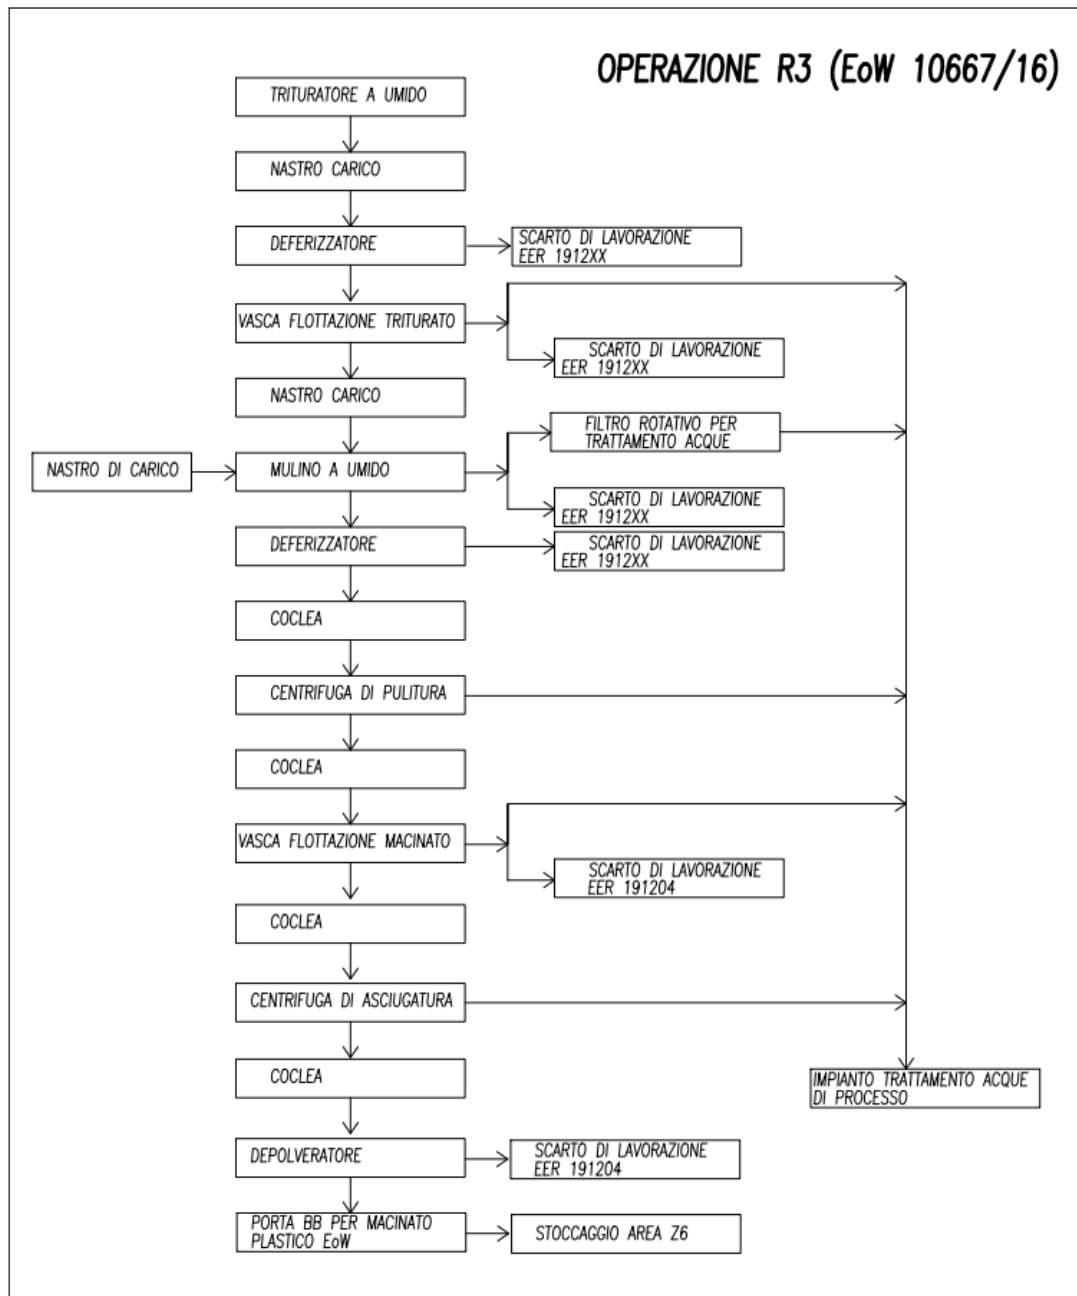 OPERAZIONE R3 (EoW 10667/16)
TRITURATORE A UMIDO
NASTRO CARICO
DEFERIZZATORE
SCARTO DI LAVORAZIONE
EER 1912XX
VASCA FLOTTAZIONE TRITURATO
SCARTO DI LAVORAZIONE
EER 1912XX
NASTRO CARICO
FILTRO ROTATIVO PER
TRATTAMENTO ACQUE
NASTRO DI CARICO
MULINO A UMIDO
SCARTO DI LAVORAZIONE
EER 1912XX
DEFERIZZATORE
SCARTO DI LAVORAZIONE
EER 1912XX
COCLEA
CENTRIFUGA DI PULITURA
COCLEA
VASCA FLOTTAZIONE MACINATO
SCARTO DI LAVORAZIONE
EER 191204
COCLEA
CENTRIFUGA DI ASCIUGATURA
COCLEA
IMPIANTO TRATTAMENTO ACQUE
DI PROCESSO
DEPOLVERATORE
SCARTO DI LAVORAZIONE
EER 191204
PORTA BB PER MACINATO
PLASTICO EoW
STOCCAGGIO AREA Z6